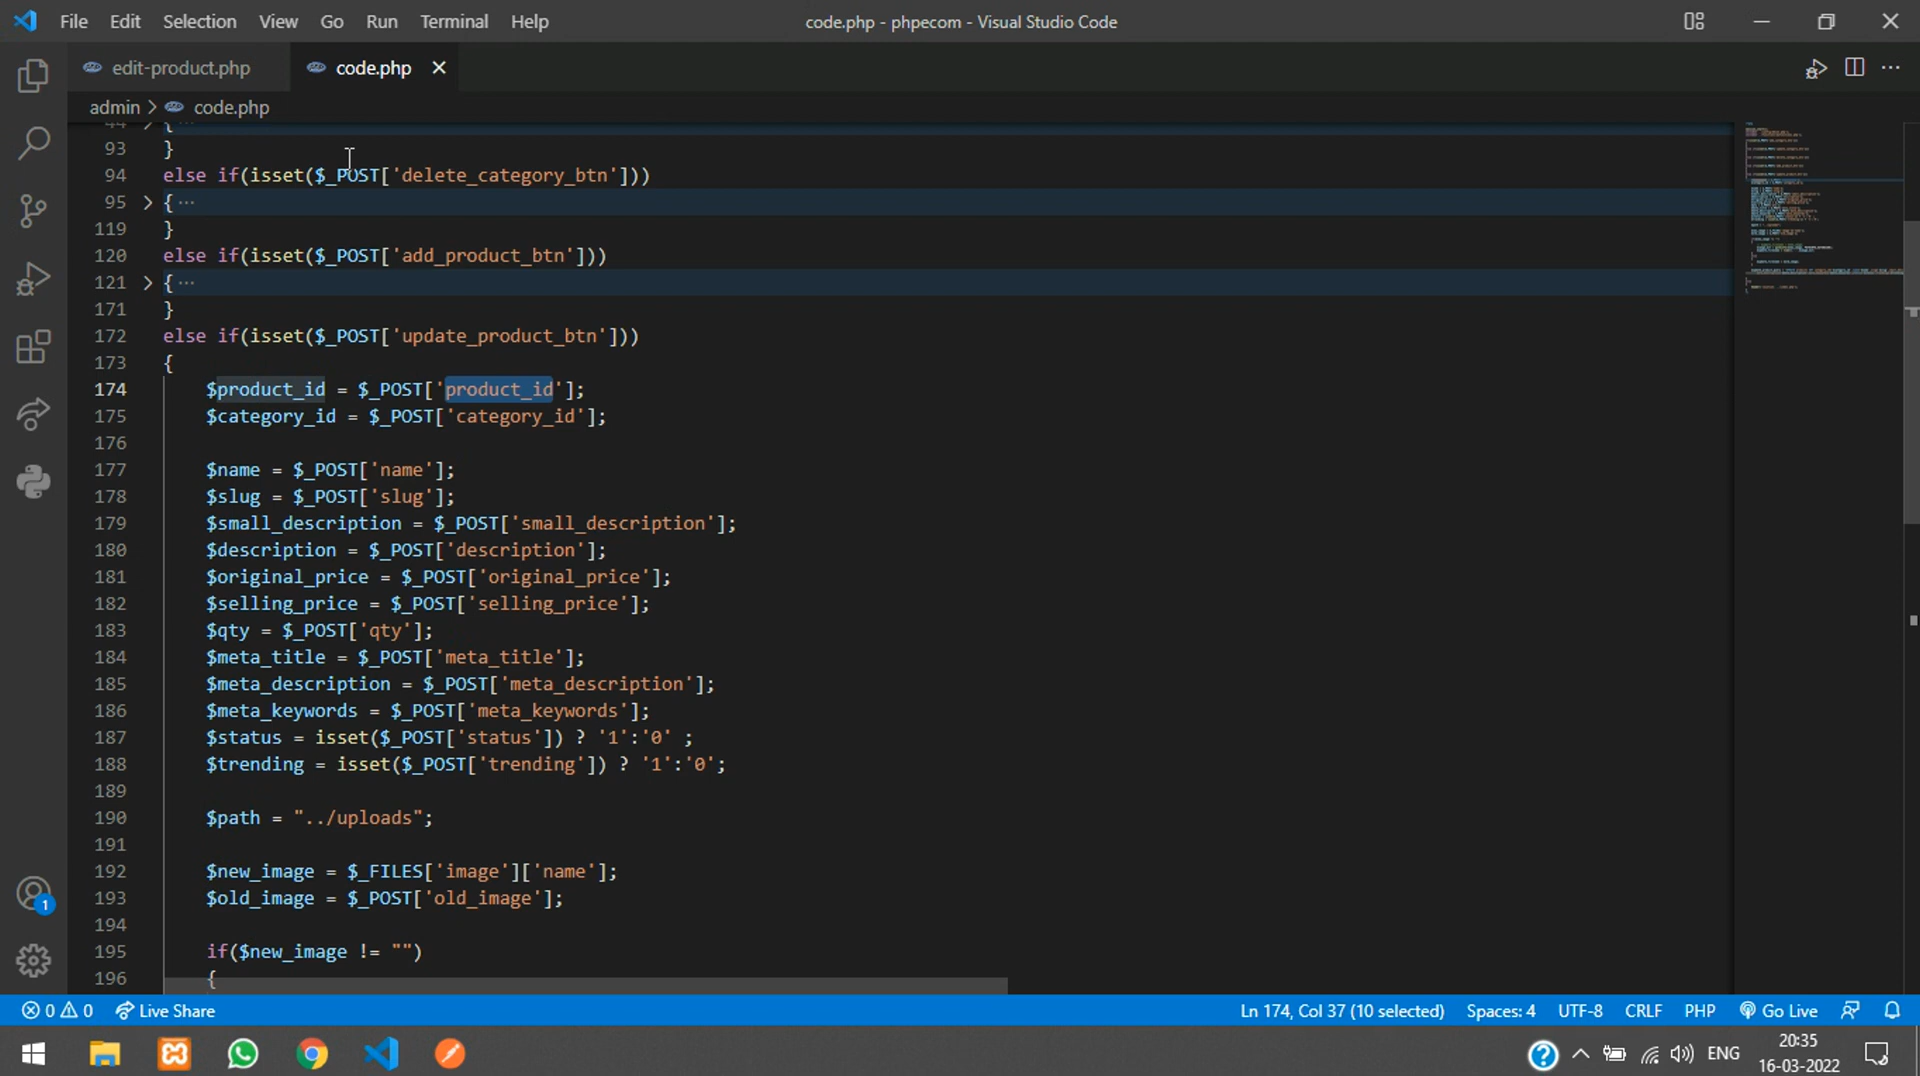 File Edit Selection View Go Run Terminal Help code.php - phpecom - Visual Studio Code
edit-product.php code.php
admin > code.php
44 { ...
93 }
94 else if(isset($_POST['delete_category_btn']))
95 { ...
119 }
120 else if(isset($_POST['add_product_btn']))
121 { ...
171 }
172 else if(isset($_POST['update_product_btn']))
173 {
174 $product_id = $_POST['product_id'];
175 $category_id = $_POST['category_id'];
176
177 $name = $_POST['name'];
178 $slug = $_POST['slug'];
179 $small_description = $_POST['small_description'];
180 $description = $_POST['description'];
181 $original_price = $_POST['original_price'];
182 $selling_price = $_POST['selling_price'];
183 $qty = $_POST['qty'];
184 $meta_title = $_POST['meta_title'];
185 $meta_description = $_POST['meta_description'];
186 $meta_keywords = $_POST['meta_keywords'];
187 $status = isset($_POST['status']) ? '1':'0' ;
188 $trending = isset($_POST['trending']) ? '1':'0';
189
190 $path = "../uploads";
191
192 $new_image = $_FILES['image']['name'];
193 $old_image = $_POST['old_image'];
194
195 if($new_image != "")
196 {
1
0 0 Live Share Ln 174, Col 37 (10 selected) Spaces: 4 UTF-8 CRLF PHP Go Live
ENG 20:35
16-03-2022